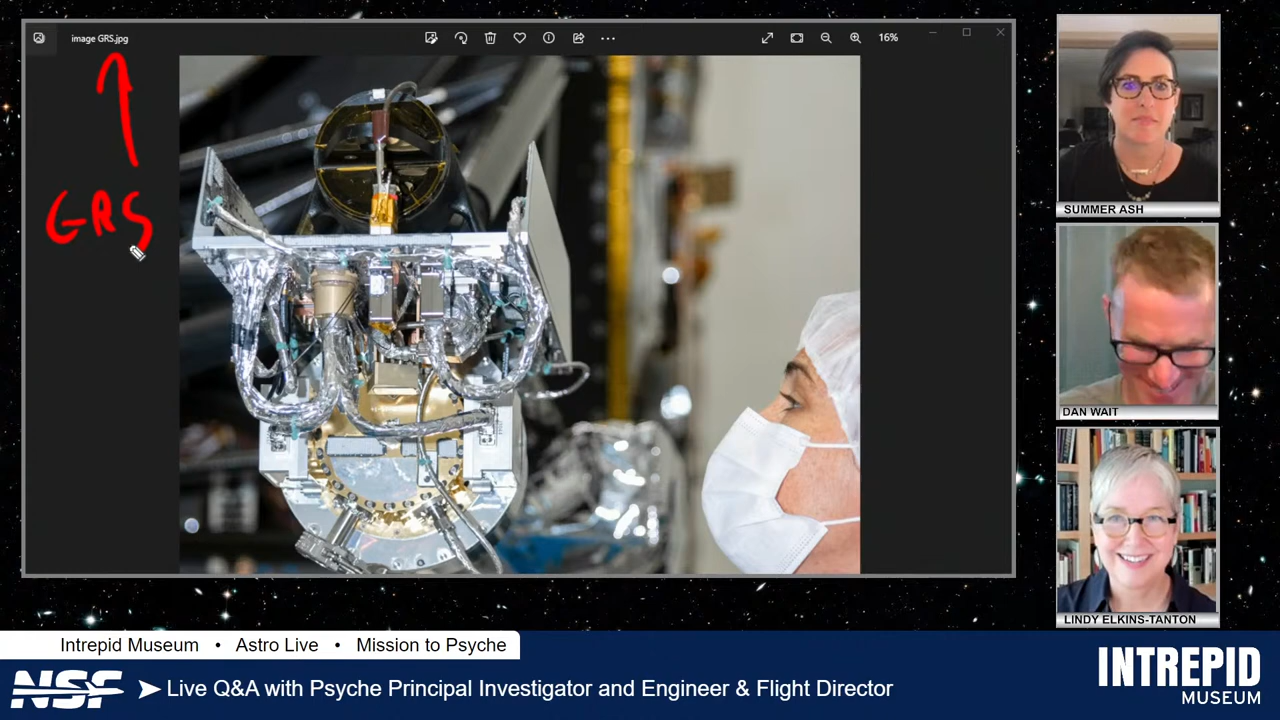 image GRS.jpg
16%
GRS
SUMMER ASH
DAN WAIT
LINDY ELKINS-TANTON
Intrepid Museum • Astro Live • Mission to Psyche
NSF
Live Q&A with Psyche Principal Investigator and Engineer & Flight Director
INTREPID
MUSEUM